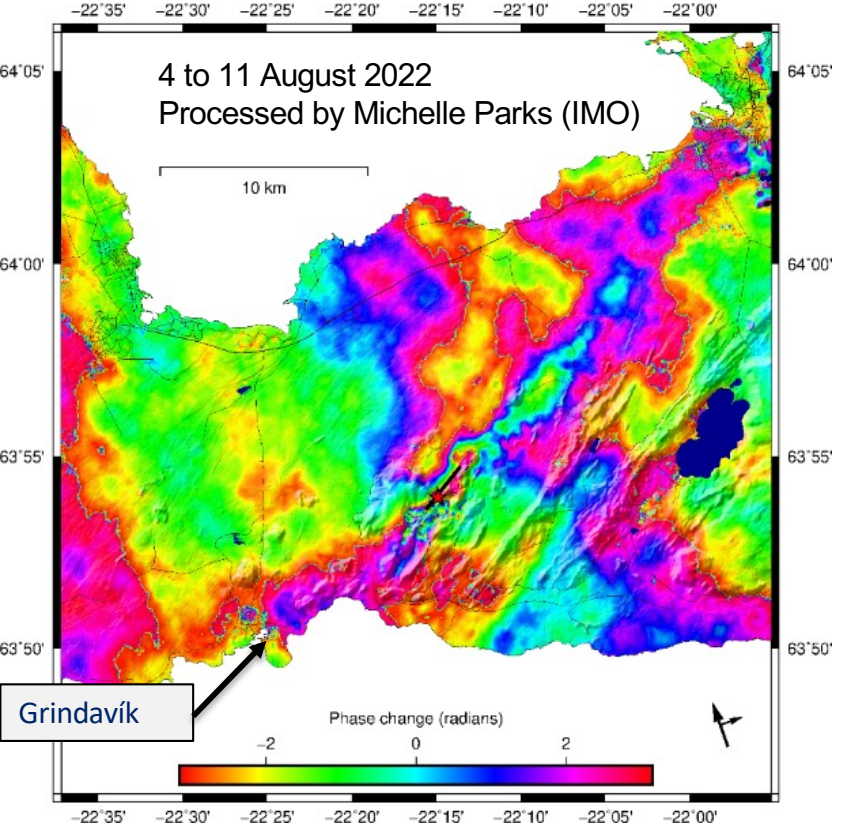 −22˚35' −22˚30' −22˚25' −22˚20' −22˚15' −22˚10' −22˚05' −22˚00'
64˚05' 64˚05'
4 to 11 August 2022
Processed by Michelle Parks (IMO)
10 km
64˚00' 64˚00'
63˚55' 63˚55'
63˚50' 63˚50'
Grindavík
Phase change (radians)
−2 0 2
−22˚35' −22˚30' −22˚25' −22˚20' −22˚15' −22˚10' −22˚05' −22˚00'